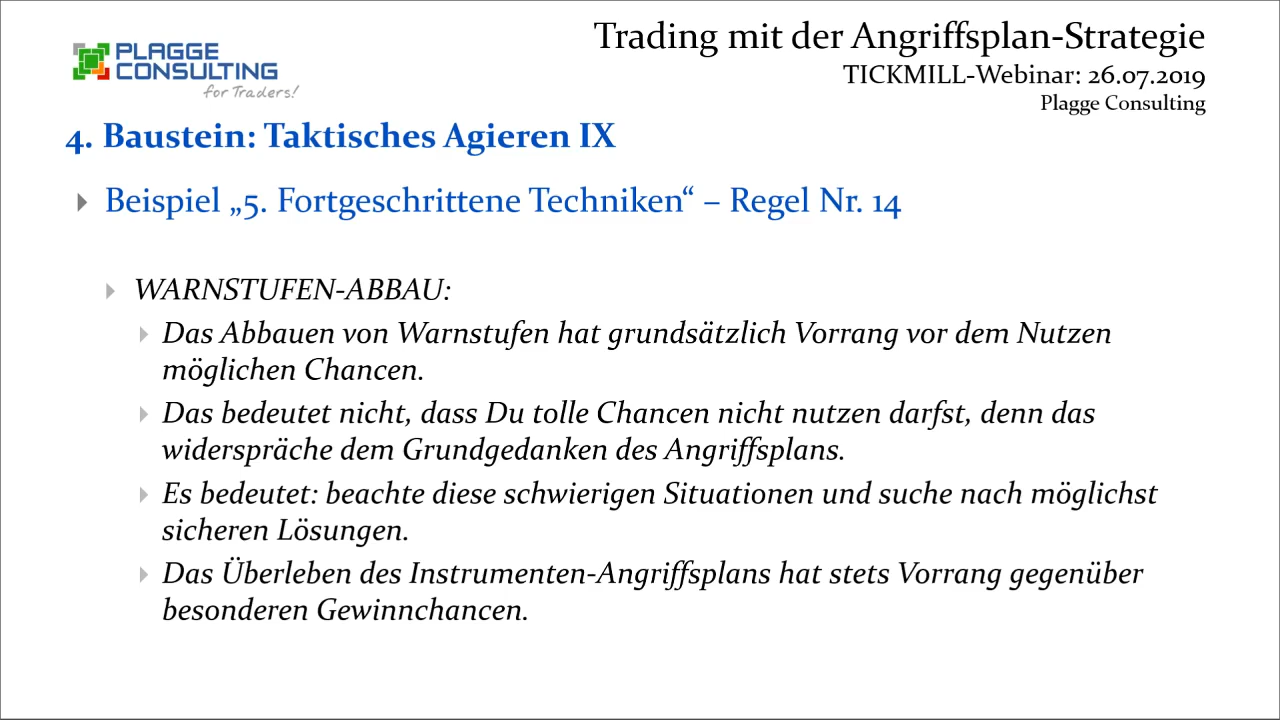 PLAGGE
CONSULTING
for Traders!
Trading mit der Angriffsplan-Strategie
TICKMILL-Webinar: 26.07.2019
Plagge Consulting
4. Baustein: Taktisches Agieren IX
Beispiel „5. Fortgeschrittene Techniken“ – Regel Nr. 14
WARNSTUFEN-ABBAU:
Das Abbauen von Warnstufen hat grundsätzlich Vorrang vor dem Nutzen
möglichen Chancen.
Das bedeutet nicht, dass Du tolle Chancen nicht nutzen darfst, denn das
widerspräche dem Grundgedanken des Angriffsplans.
Es bedeutet: beachte diese schwierigen Situationen und suche nach möglichst
sicheren Lösungen.
Das Überleben des Instrumenten-Angriffsplans hat stets Vorrang gegenüber
besonderen Gewinnchancen.